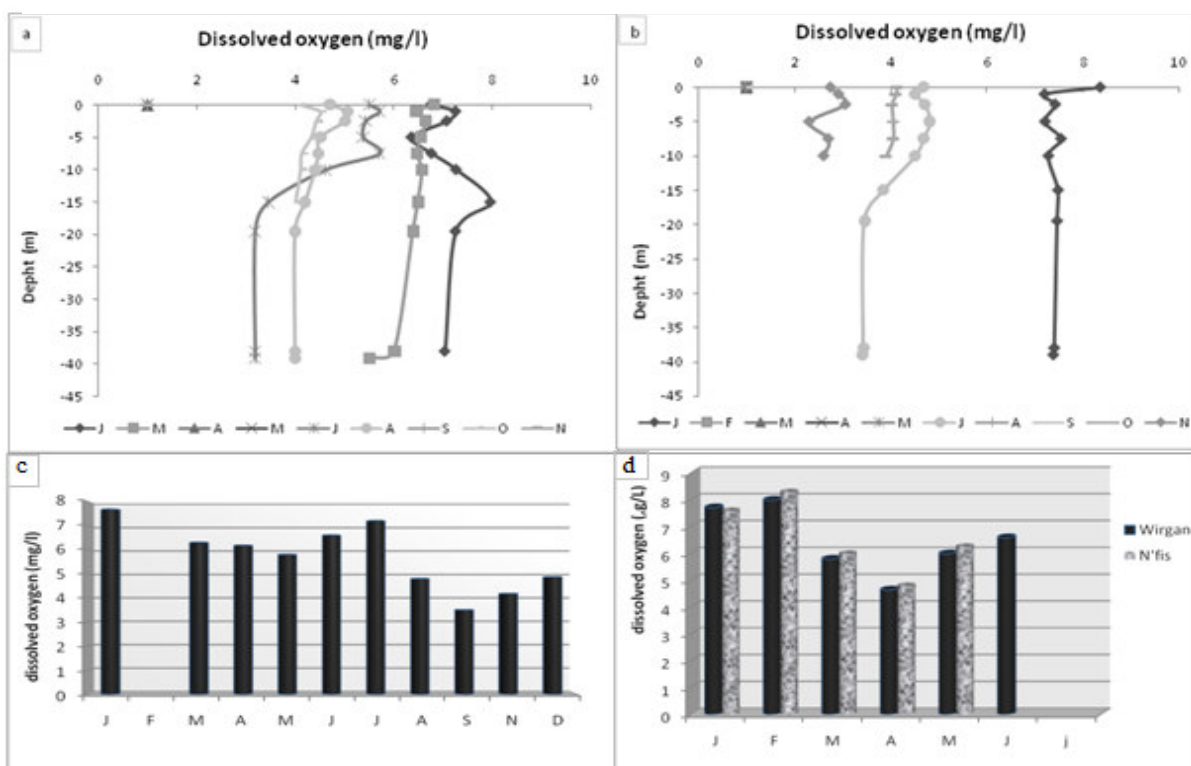 a
Dissolved oxygen (mg/l)
0 2 4 6 8 10
0
-5
-10
-15
-20
-25
-30
-35
-40
-45
Depht (m)
J M A M J A S O N
b
Dissolved oxygen (mg/l)
0 2 4 6 8 10
0
-5
-10
-15
-20
-25
-30
-35
-40
-45
Depht (m)
J F M A M J A S O N
c
8
7
6
5
4
3
2
1
0
dissolved oxygen (mg/l)
J F M A M J J A S N D
d
9
8
7
6
5
4
3
2
1
0
dissolved oxygen (,g/L)
J F M A M J j
Wirgan
N'fis